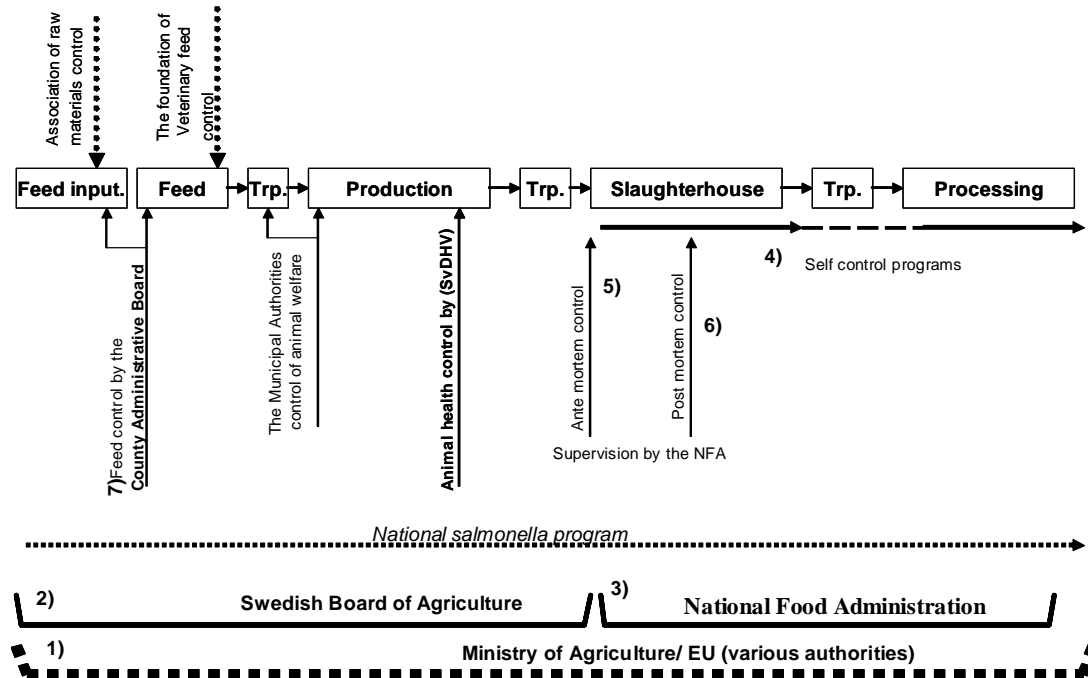 Association of raw
materials control
The foundation of
Veterinary feed
control
Feed input.
Feed
Trp.
Production
Trp.
Slaughterhouse
Trp.
Processing
7)Feed control by the
County Administrative Board
The Municipal Authorities
control of animal welfare
Animal health control by (SvDHV)
Ante mortem control
5)
Post mortem control
6)
4)
Self control programs
Supervision by the NFA
National salmonella program
2)
Swedish Board of Agriculture
3)
National Food Administration
1)
Ministry of Agriculture/ EU (various authorities)